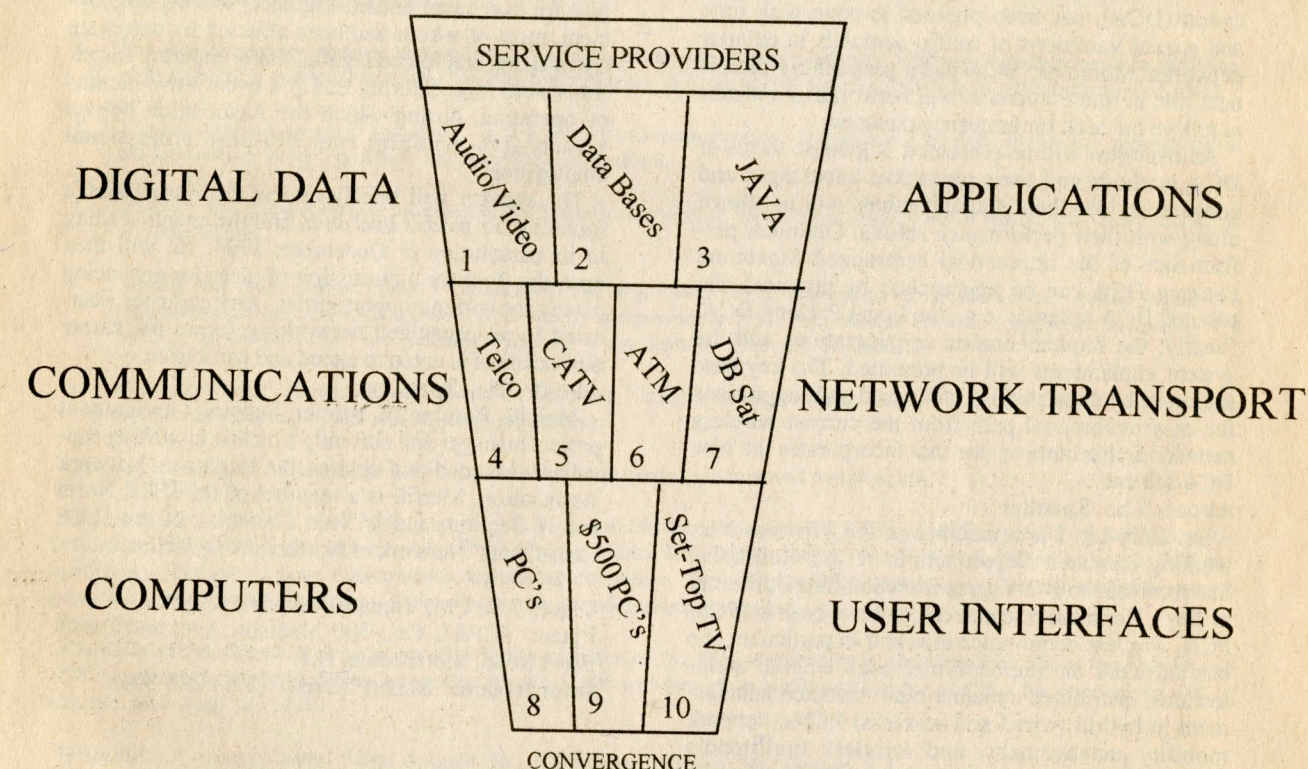 SERVICE PROVIDERS
DIGITAL DATA
Audio/Video
1
Data Bases
2
JAVA
3
APPLICATIONS
COMMUNICATIONS
Telco
4
CATV
5
ATM
6
DB Sat
7
NETWORK TRANSPORT
COMPUTERS
PC's
8
$500PC's
9
Set-Top TV
10
USER INTERFACES
CONVERGENCE